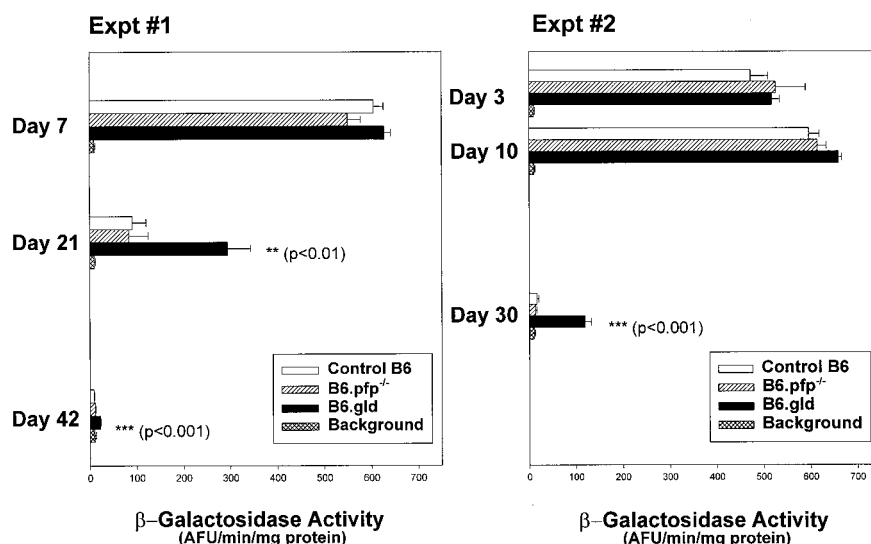 Expt #1
Day 7
Day 21
** (p<0.01)
Day 42
*** (p<0.001)
Control B6
B6.pfp-/-
B6.gld
Background
0 100 200 300 400 500 600
β–Galactosidase Activity
(AFU/min/mg protein)
Expt #2
Day 3
Day 10
Day 30
*** (p<0.001)
Control B6
B6.pfp-/-
B6.gld
Background
0 100 200 300 400 500 600 700
β–Galactosidase Activity
(AFU/min/mg protein)